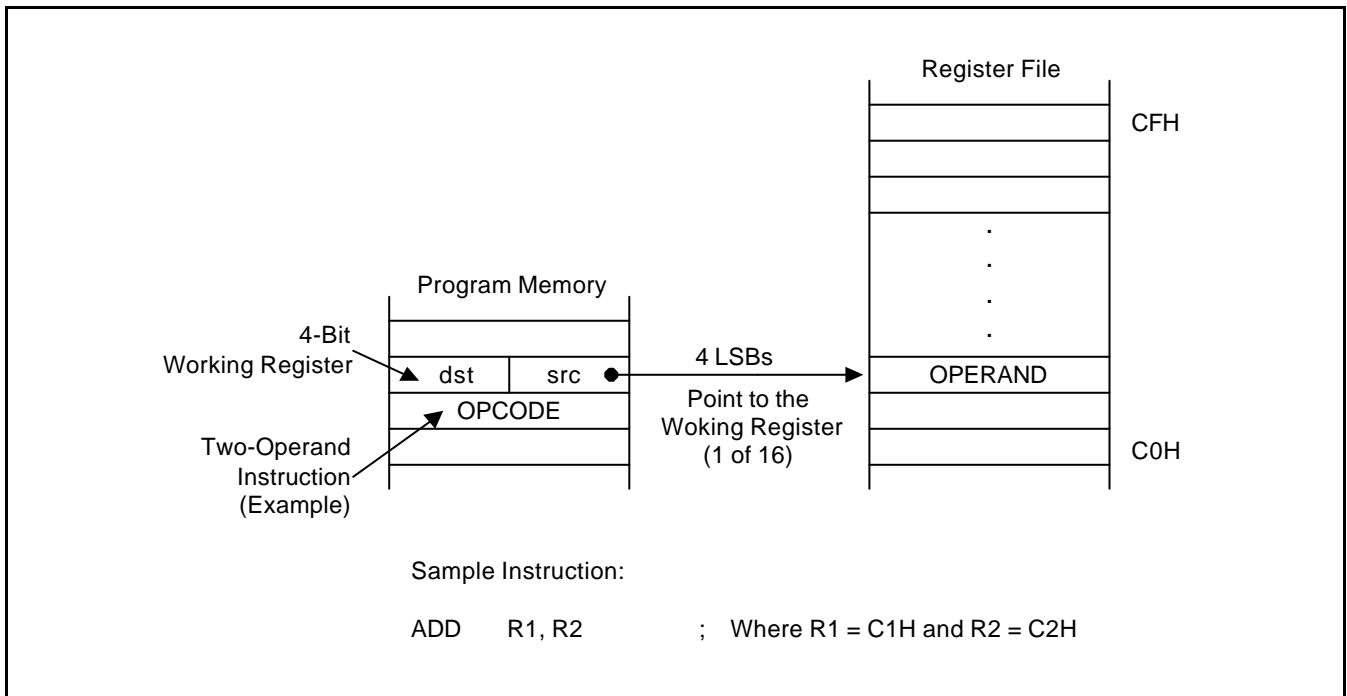 Register File
CFH
Program Memory
4-Bit
Working Register
dst
src
4 LSBs
OPERAND
OPCODE
Point to the
Woking Register
(1 of 16)
Two-Operand
Instruction
(Example)
C0H
Sample Instruction:
ADD R1, R2 ; Where R1 = C1H and R2 = C2H